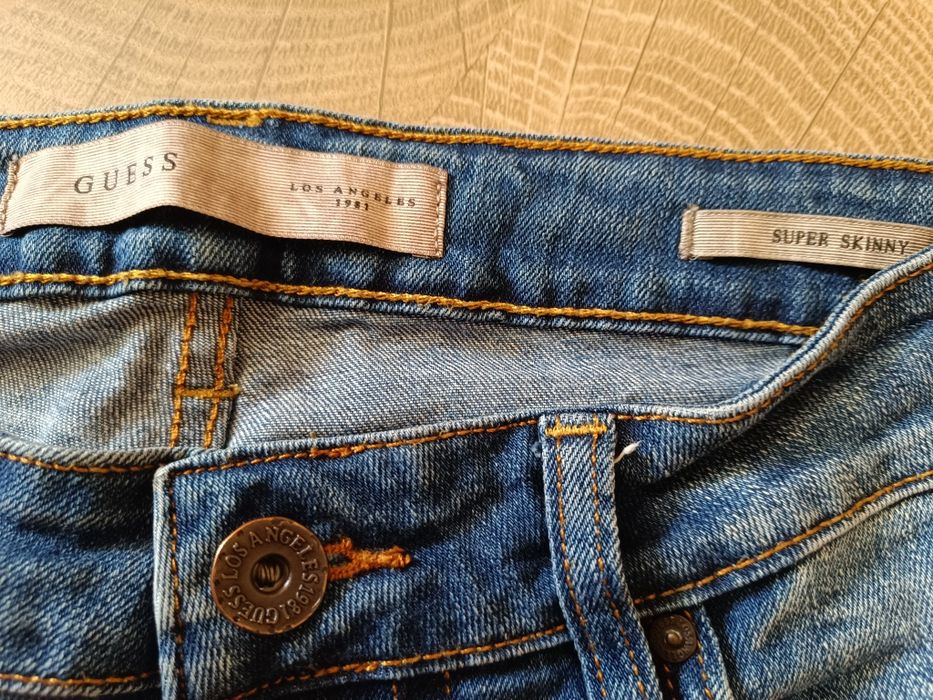 GUESS
LOS ANGELES
1981
SUPER SKINNY
GUESS LOS ANGELES 1981